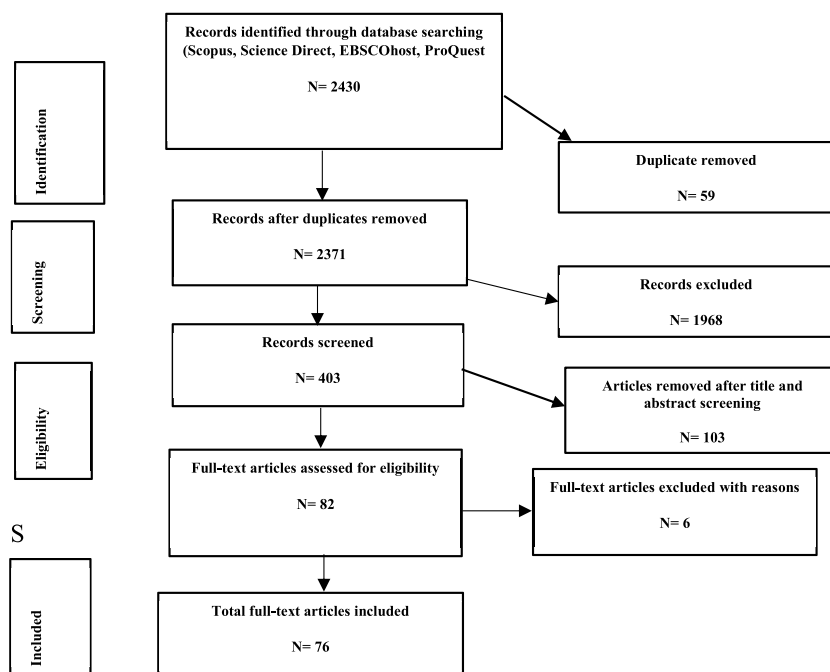 Records identified through database searching
(Scopus, Science Direct, EBSCOhost, ProQuest
N= 2430
Identification
Duplicate removed
N= 59
Records after duplicates removed
N= 2371
Screening
Records excluded
N= 1968
Records screened
N= 403
Articles removed after title and
abstract screening
N= 103
Eligibility
Full-text articles assessed for eligibility
N= 82
Full-text articles excluded with reasons
N= 6
S
Included
Total full-text articles included
N= 76